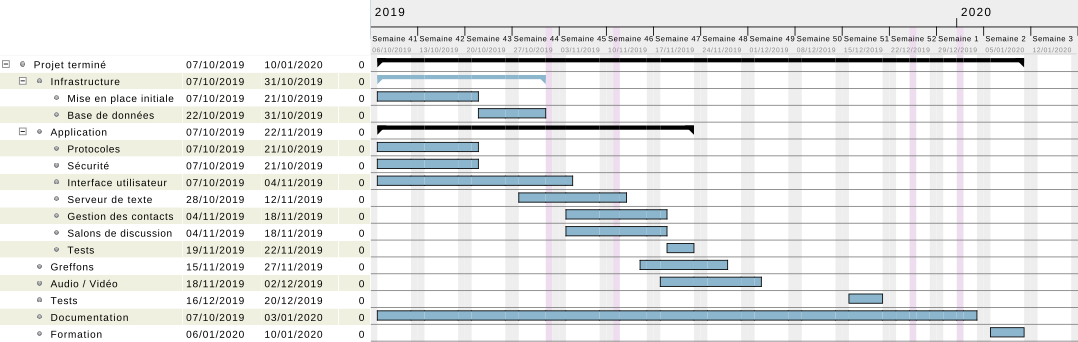 2019 2020
Semaine 41 Semaine 42 Semaine 43 Semaine 44 Semaine 45 Semaine 46 Semaine 47 Semaine 48 Semaine 49 Semaine 50 Semaine 51 Semaine 52 Semaine 1 Semaine 2 Semaine 3
06/10/2019 13/10/2019 20/10/2019 27/10/2019 03/11/2019 10/11/2019 17/11/2019 24/11/2019 01/12/2019 08/12/2019 15/12/2019 22/12/2019 29/12/2019 05/01/2020 12/01/2020
Projet terminé 07/10/2019 10/01/2020 0
Infrastructure 07/10/2019 31/10/2019 0
Mise en place initiale 07/10/2019 21/10/2019 0
Base de données 22/10/2019 31/10/2019 0
Application 07/10/2019 22/11/2019 0
Protocoles 07/10/2019 21/10/2019 0
Sécurité 07/10/2019 21/10/2019 0
Interface utilisateur 07/10/2019 04/11/2019 0
Serveur de texte 28/10/2019 12/11/2019 0
Gestion des contacts 04/11/2019 18/11/2019 0
Salons de discussion 04/11/2019 18/11/2019 0
Tests 19/11/2019 22/11/2019 0
Greffons 15/11/2019 27/11/2019 0
Audio / Vidéo 18/11/2019 02/12/2019 0
Tests 16/12/2019 20/12/2019 0
Documentation 07/10/2019 03/01/2020 0
Formation 06/01/2020 10/01/2020 0